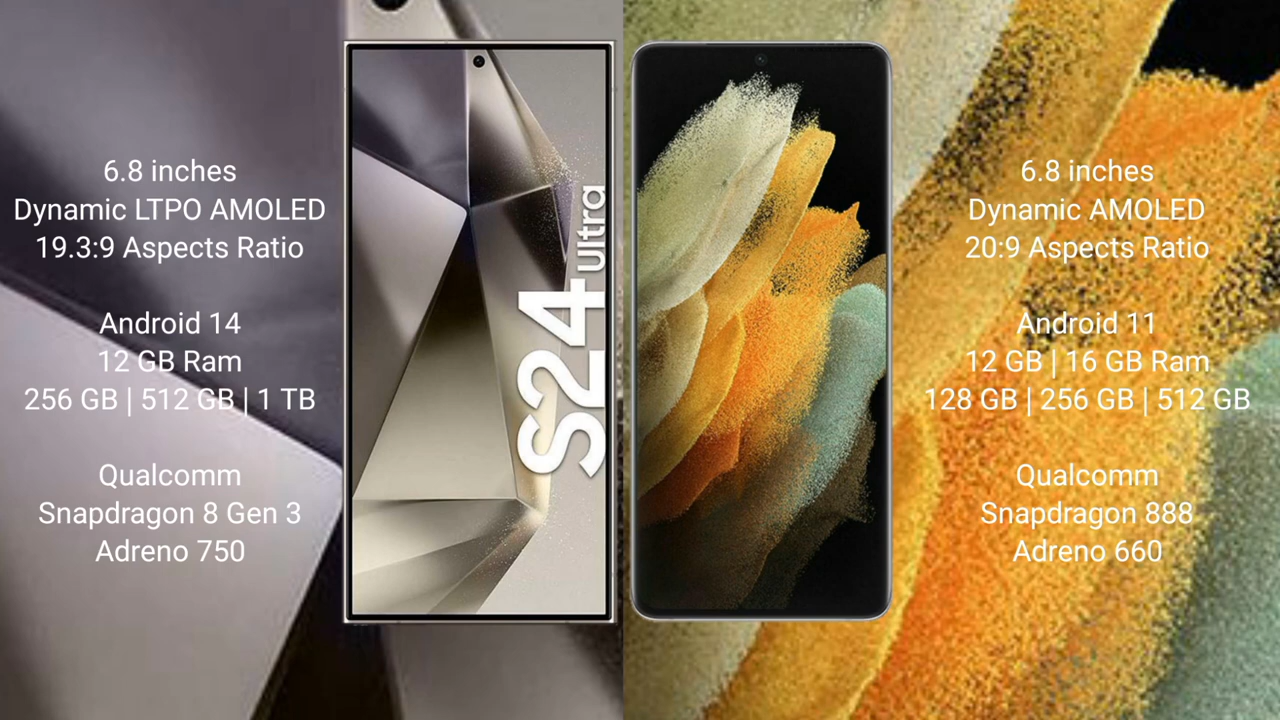 6.8 inches
Dynamic LTPO AMOLED
19.3:9 Aspects Ratio
Android 14
12 GB Ram
256 GB | 512 GB | 1 TB
Qualcomm
Snapdragon 8 Gen 3
Adreno 750
S24 ultra
6.8 inches
Dynamic AMOLED
20:9 Aspects Ratio
Android 11
12 GB | 16 GB Ram
128 GB | 256 GB | 512 GB
Qualcomm
Snapdragon 888
Adreno 660